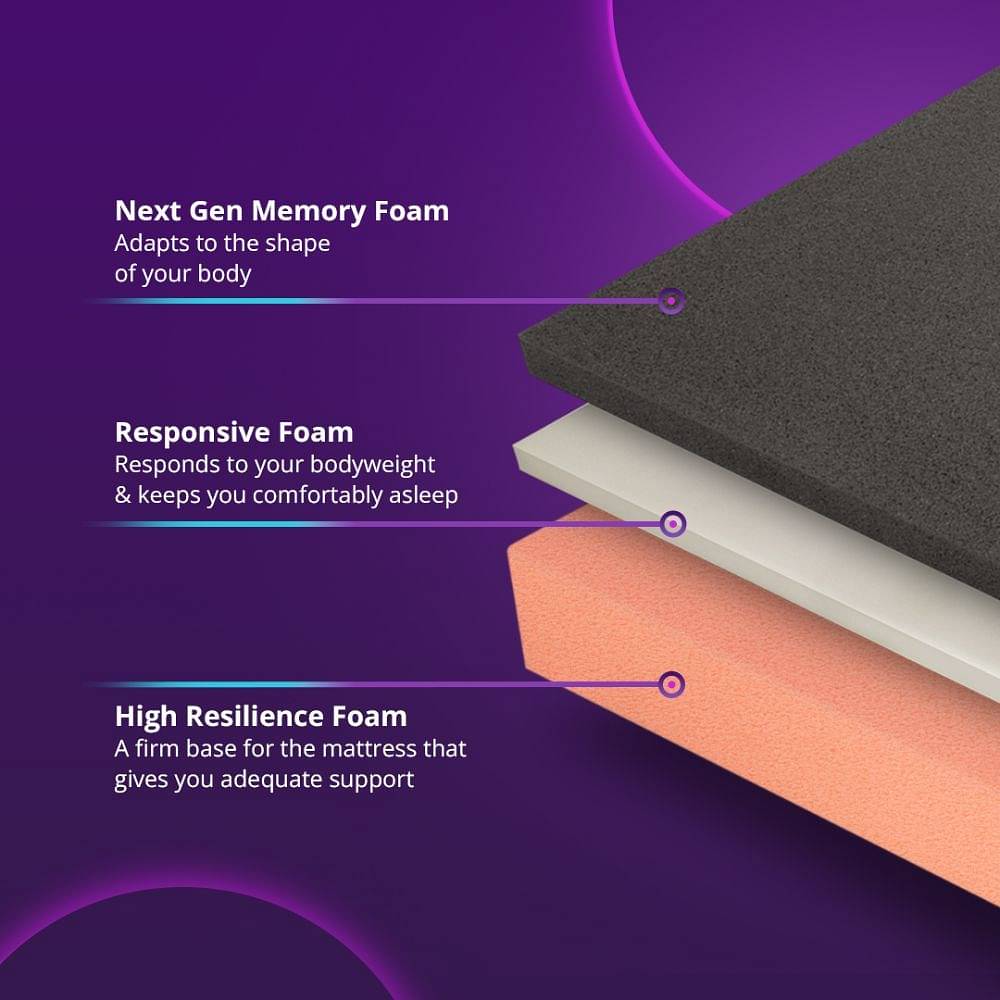 Next Gen Memory Foam
Adapts to the shape
of your body
Responsive Foam
Responds to your bodyweight
& keeps you comfortably asleep
High Resilience Foam
A firm base for the mattress that
gives you adequate support